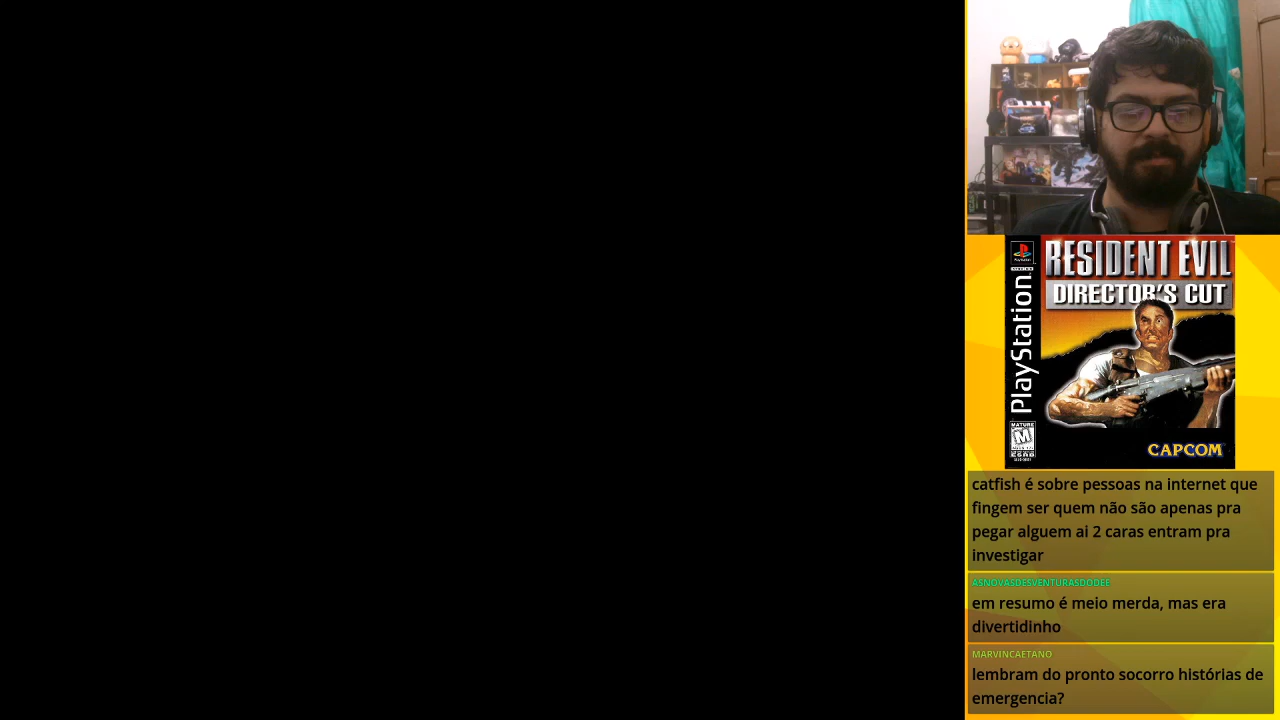 PlayStation
RESIDENT EVIL
DIRECTOR'S CUT
PlayStation
MATURE
M
ESRB
CAPCOM
catfish é sobre pessoas na internet que
fingem ser quem não são apenas pra
pegar alguem ai 2 caras entram pra
investigar
ASNOVASDESVENTURASDODEE
em resumo é meio merda, mas era
divertidinho
MARVINCAETANO
lembram do pronto socorro histórias de
emergencia?